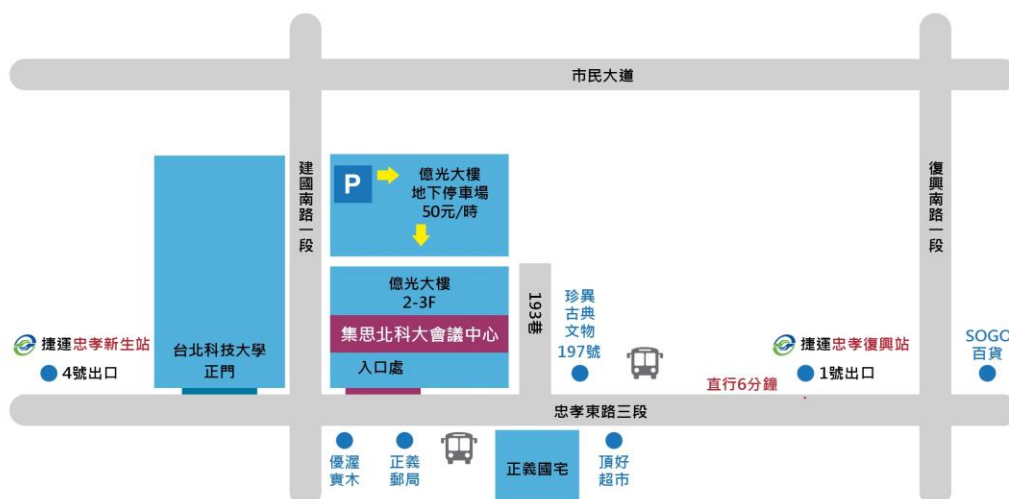 市民大道
建國南路一段
復興南路一段
P
億光大樓
地下停車場
50元/時
億光大樓
2-3F
集思北科大會議中心
入口處
193巷
珍異
古典
文物
197號
捷運忠孝新生站
4號出口
台北科技大學
正門
捷運忠孝復興站
1號出口
直行6分鐘
SOGO
百貨
忠孝東路三段
優渥
實木
正義
郵局
正義國宅
頂好
超市